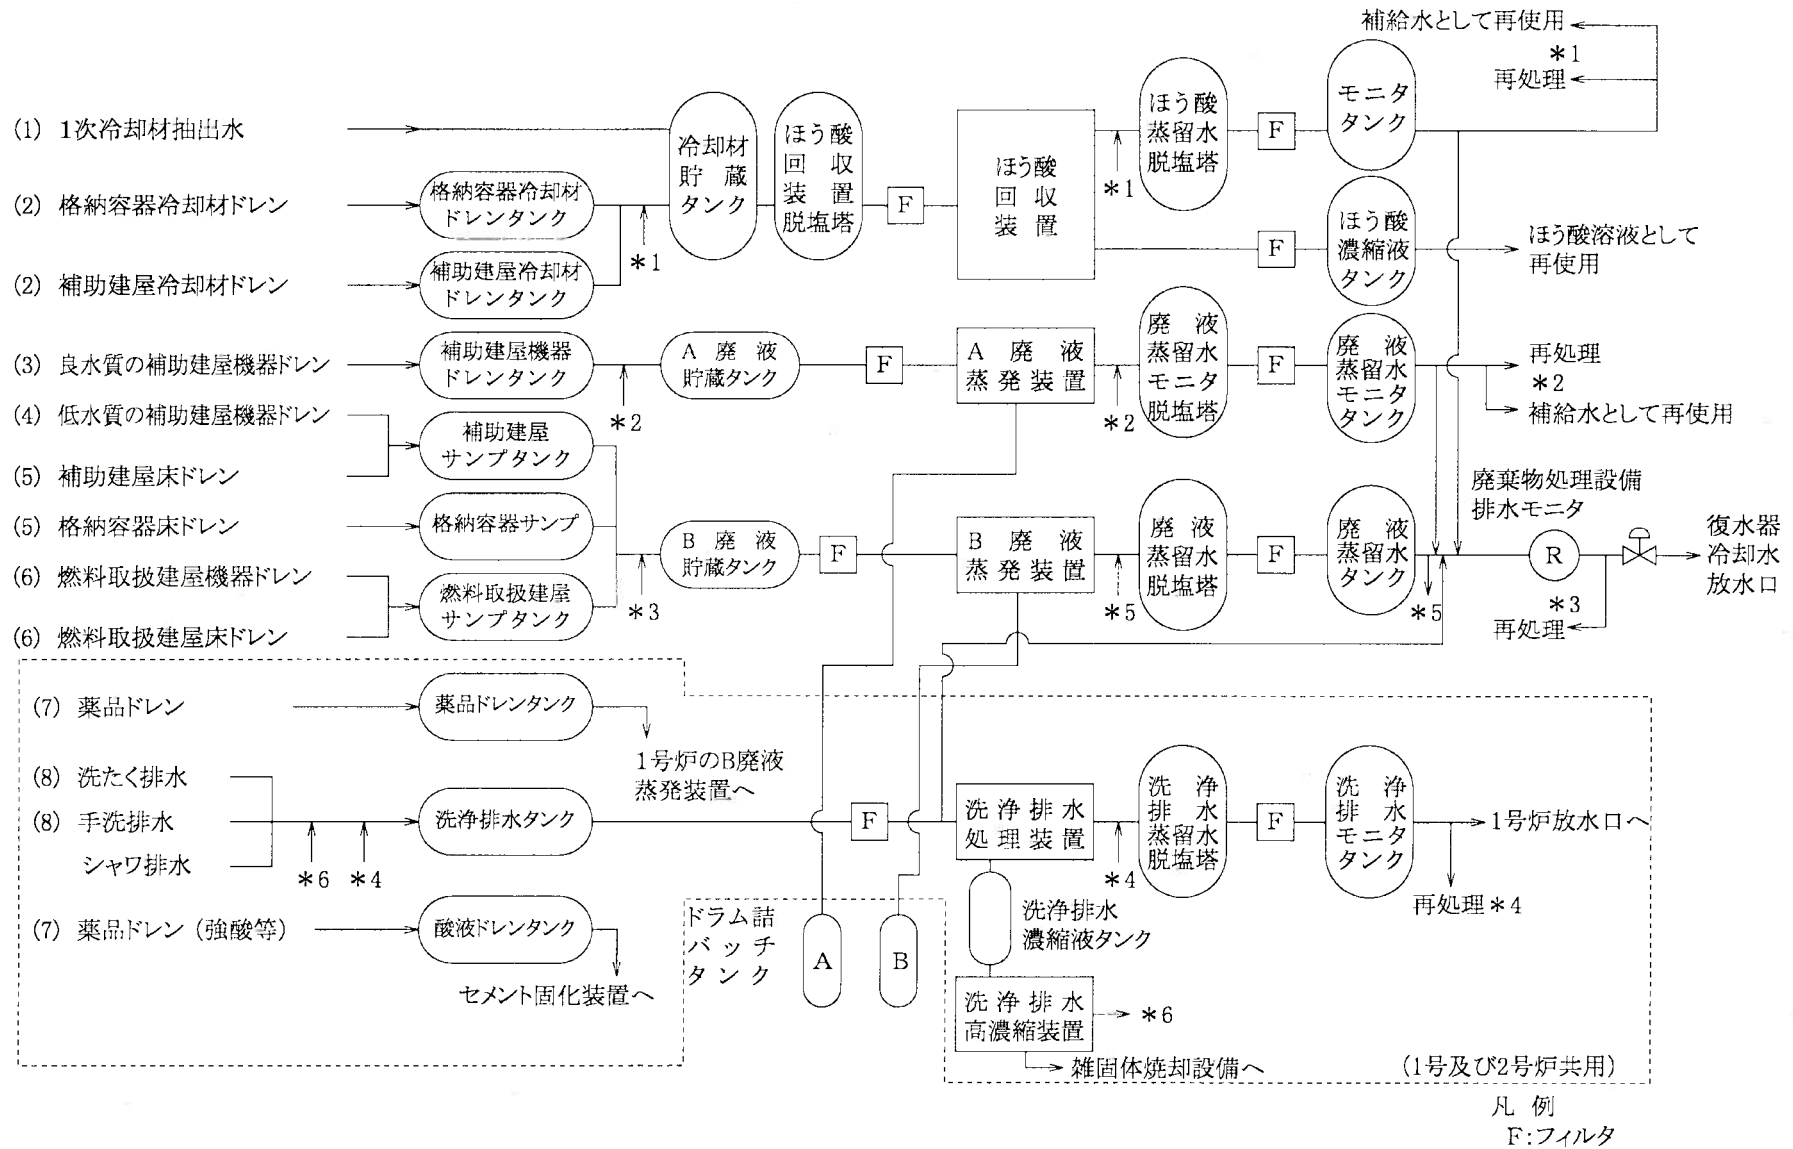 補給水として再使用
*1
再処理
(1) 1次冷却材抽出水
冷却材
貯蔵
タンク
ほう酸
回収
装置
脱塩塔
F
ほう酸
回収
装置
*1
ほう酸
蒸留水
脱塩塔
F
モニタ
タンク
(2) 格納容器冷却材ドレン
格納容器冷却材
ドレンタンク
*1
(2) 補助建屋冷却材ドレン
補助建屋冷却材
ドレンタンク
F
ほう酸
濃縮液
タンク
ほう酸溶液として
再使用
(3) 良水質の補助建屋機器ドレン
補助建屋機器
ドレンタンク
*2
A廃液
貯蔵タンク
F
A廃液
蒸発装置
*2
廃液
蒸留水
モニタ
脱塩塔
F
廃液
蒸留水
モニタ
タンク
再処理
*2
補給水として再使用
(4) 低水質の補助建屋機器ドレン
補助建屋
サンプタンク
(5) 補助建屋床ドレン
(5) 格納容器床ドレン
格納容器サンプ
(6) 燃料取扱建屋機器ドレン
燃料取扱建屋
サンプタンク
(6) 燃料取扱建屋床ドレン
*3
B廃液
貯蔵タンク
F
B廃液
蒸発装置
*5
廃液
蒸留水
脱塩塔
F
廃液
蒸留水
タンク
*5
廃棄物処理設備
排水モニタ
R
*3
再処理
復水器
冷却水
放水口
(7) 薬品ドレン
薬品ドレンタンク
1号炉のB廃液
蒸発装置へ
(8) 洗たく排水
(8) 手洗排水
シャワ排水
*6
*4
洗浄排水タンク
F
洗浄排水
処理装置
*4
洗浄
排水
蒸留水
脱塩塔
F
洗浄
排水
モニタ
タンク
1号炉放水口へ
再処理*4
(7) 薬品ドレン (強酸等)
酸液ドレンタンク
セメント固化装置へ
ドラム詰
バッチ
タンク
A
B
洗浄排水
濃縮液タンク
洗浄排水
高濃縮装置
*6
雑固体焼却設備へ
(1号及び2号炉共用)
凡例
F:フィルタ